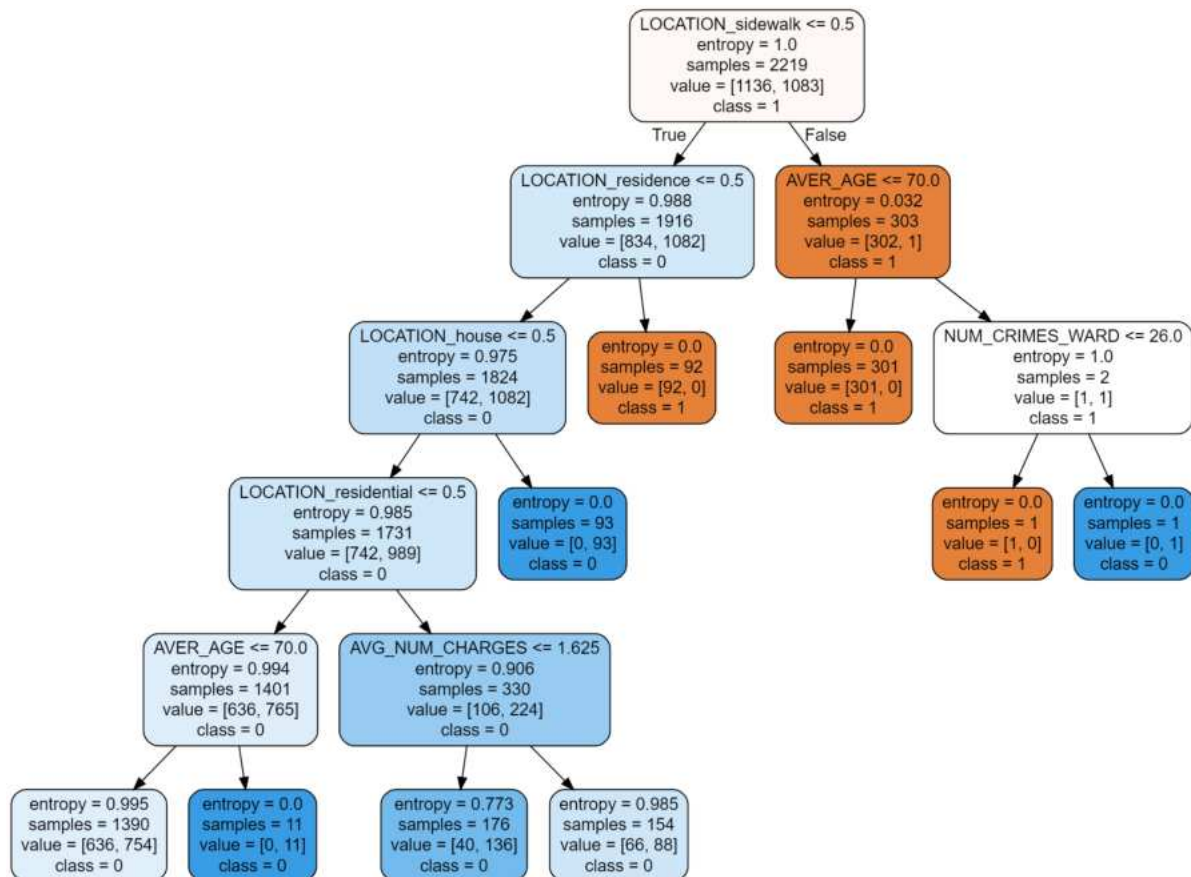 LOCATION_sidewalk <= 0.5
entropy = 1.0
samples = 2219
value = [1136, 1083]
class = 1
True
False
LOCATION_residence <= 0.5
entropy = 0.988
samples = 1916
value = [834, 1082]
class = 0
AVER_AGE <= 70.0
entropy = 0.032
samples = 303
value = [302, 1]
class = 1
LOCATION_house <= 0.5
entropy = 0.975
samples = 1824
value = [742, 1082]
class = 0
entropy = 0.0
samples = 92
value = [92, 0]
class = 1
entropy = 0.0
samples = 301
value = [301, 0]
class = 1
NUM_CRIMES_WARD <= 26.0
entropy = 1.0
samples = 2
value = [1, 1]
class = 1
LOCATION_residential <= 0.5
entropy = 0.985
samples = 1731
value = [742, 989]
class = 0
entropy = 0.0
samples = 93
value = [0, 93]
class = 0
entropy = 0.0
samples = 1
value = [1, 0]
class = 1
entropy = 0.0
samples = 1
value = [0, 1]
class = 0
AVER_AGE <= 70.0
entropy = 0.994
samples = 1401
value = [636, 765]
class = 0
AVG_NUM_CHARGES <= 1.625
entropy = 0.906
samples = 330
value = [106, 224]
class = 0
entropy = 0.995
samples = 1390
value = [636, 754]
class = 0
entropy = 0.0
samples = 11
value = [0, 11]
class = 0
entropy = 0.773
samples = 176
value = [40, 136]
class = 0
entropy = 0.985
samples = 154
value = [66, 88]
class = 0